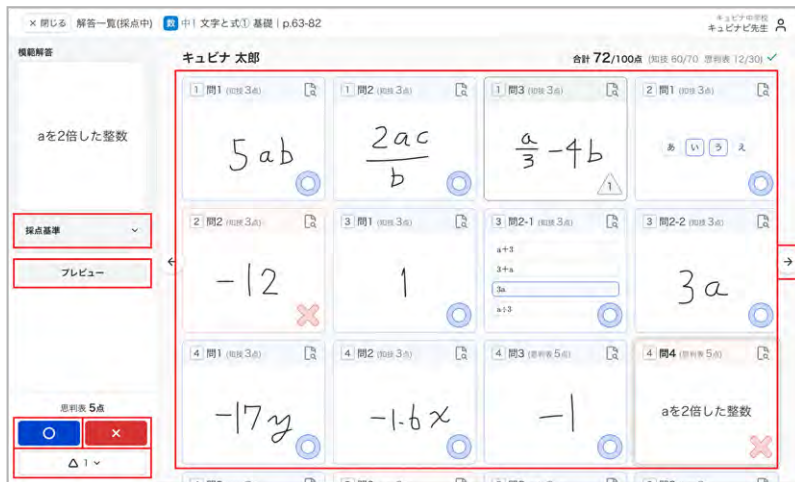 × 閉じる 解答一覧(採点中) 数 中1 文字と式① 基礎 | p.63-82
キュビナ中学校
キュビナビ先生
模範解答
aを2倍した整数
採点基準
プレビュー
思判表 5点
○ ×
△ 1
キュビナ 太郎
合計 72/100点 (知技 60/70 思判表 12/30) ✓
1 問1 (知技 3点)
5ab
1 問2 (知技 3点)
2ac
b
1 問3 (知技 3点)
a/3 -4b
1
2 問1 (知技 3点)
あ い う え
2 問2 (知技 3点)
-12
3 問1 (知技 3点)
1
3 問2-1 (知技 3点)
a+3
3+a
3a
a÷3
3 問2-2 (知技 3点)
3a
4 問1 (知技 3点)
-17y
4 問2 (知技 3点)
-1.6x
4 問3 (思判表 5点)
-1
4 問4 (思判表 5点)
aを2倍した整数